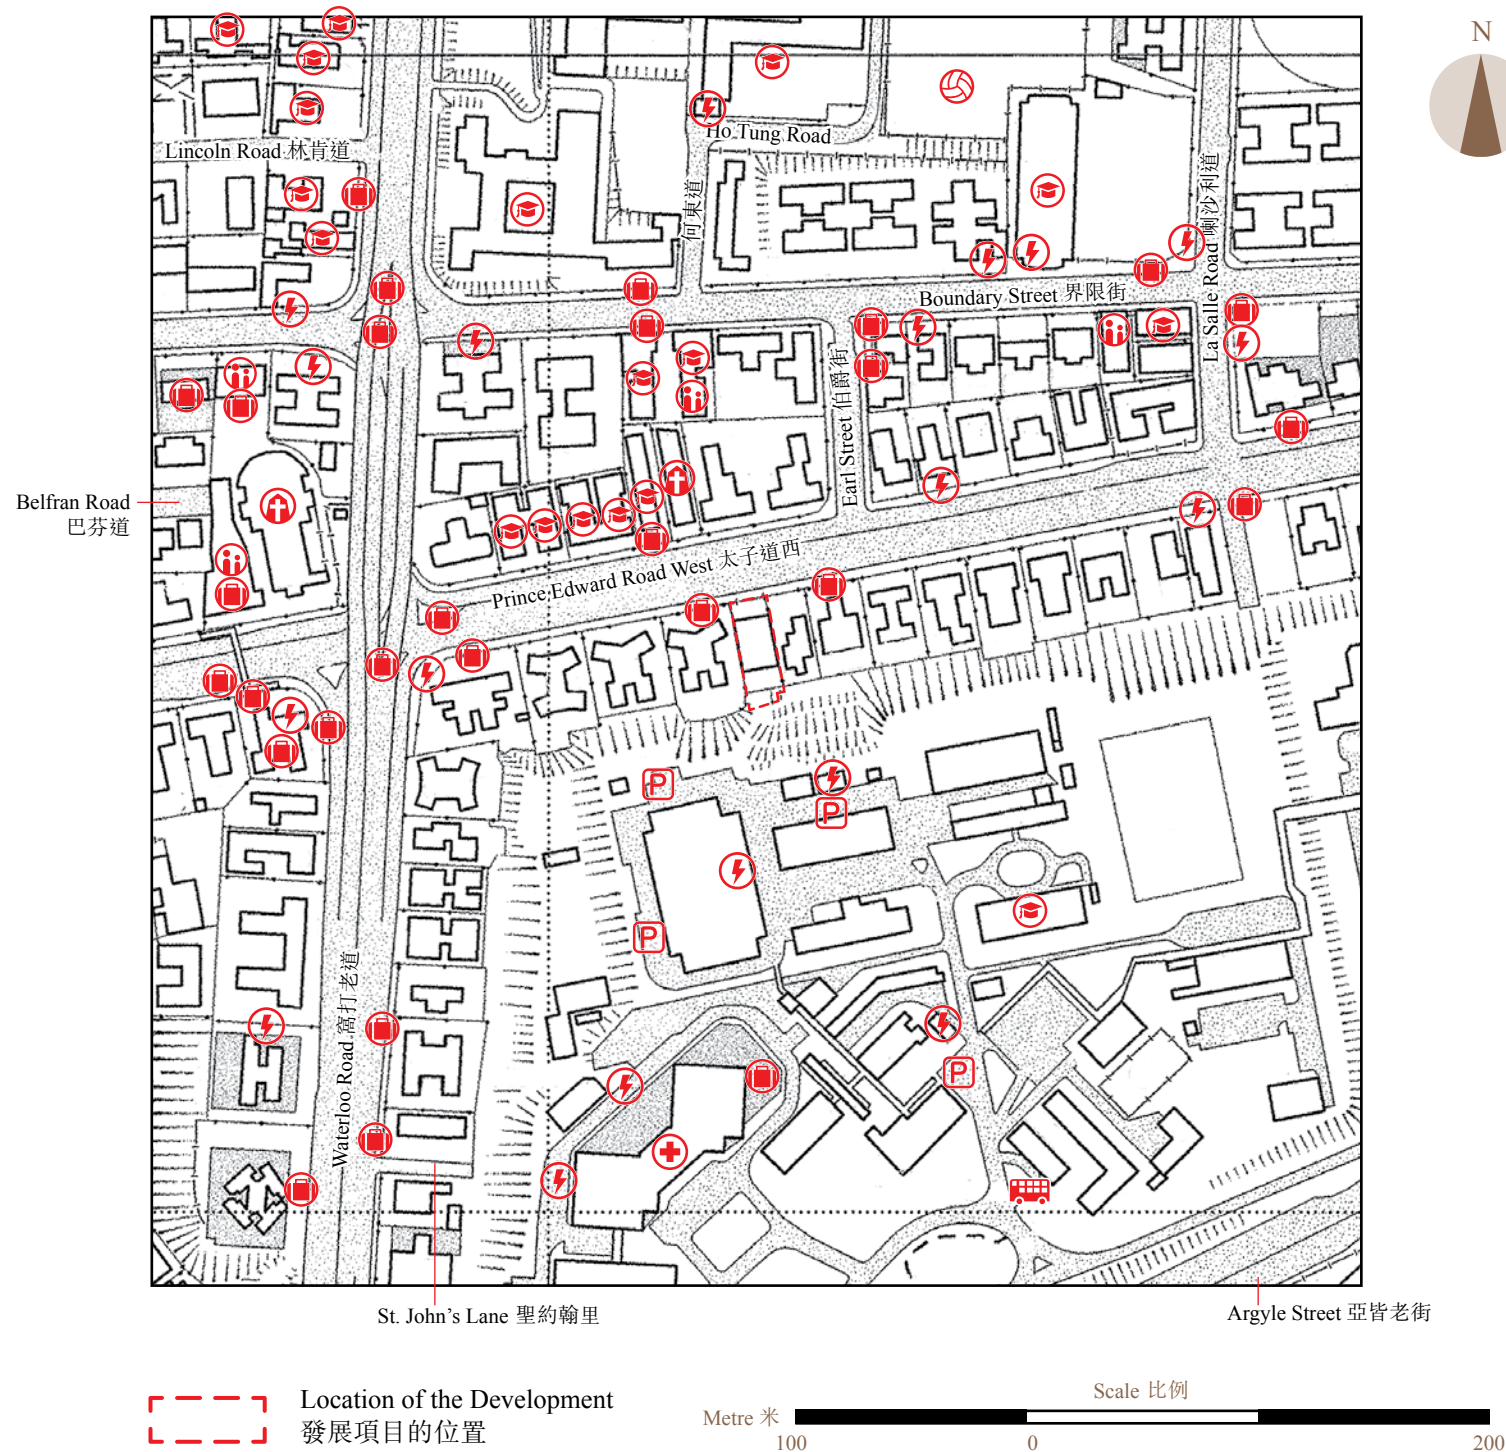 N
Ho Tung Road
Lincoln Road 林肯道
何東道
La Salle Road 喇沙利道
Boundary Street 界限街
Earl Street 伯爵街
Belfran Road
巴芬道
Prince Edward Road West 太子道西
P
P
P
Waterloo Road 窩打老道
P
St. John's Lane 聖約翰里
Argyle Street 亞皆老街
Location of the Development
發展項目的位置
Scale 比例
Metre 米
100 0 200